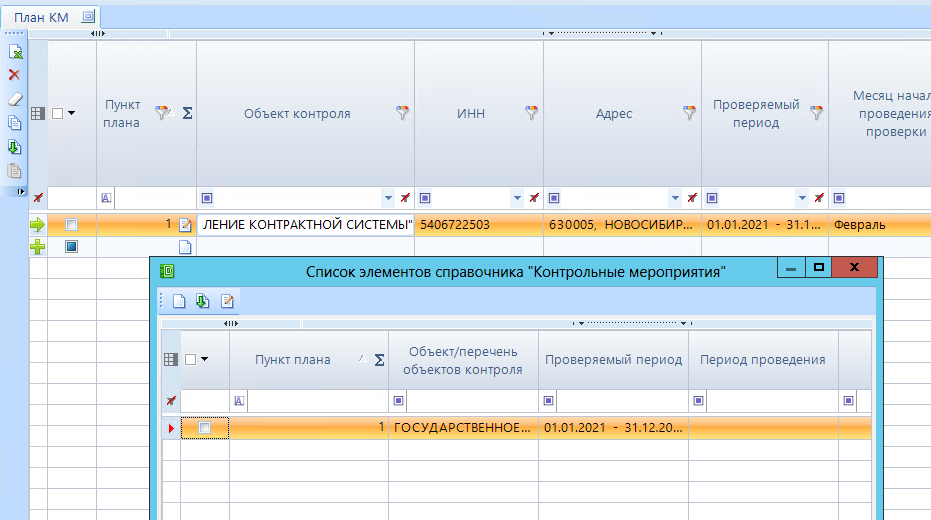 План КМ
Пункт плана
Σ
Объект контроля
ИНН
Адрес
Проверяемый период
Месяц начал
проведения
проверки
A
1
ЛЕНИЕ КОНТРАКТНОЙ СИСТЕМЫ"
5406722503
630005, НОВОСИБИР...
01.01.2021 - 31.1...
Февраль
Список элементов справочника "Контрольные мероприятия"
Пункт плана
Σ
Объект/перечень
объектов контроля
Проверяемый период
Период проведения
A
1
ГОСУДАРСТВЕННОЕ...
01.01.2021 - 31.12.20...